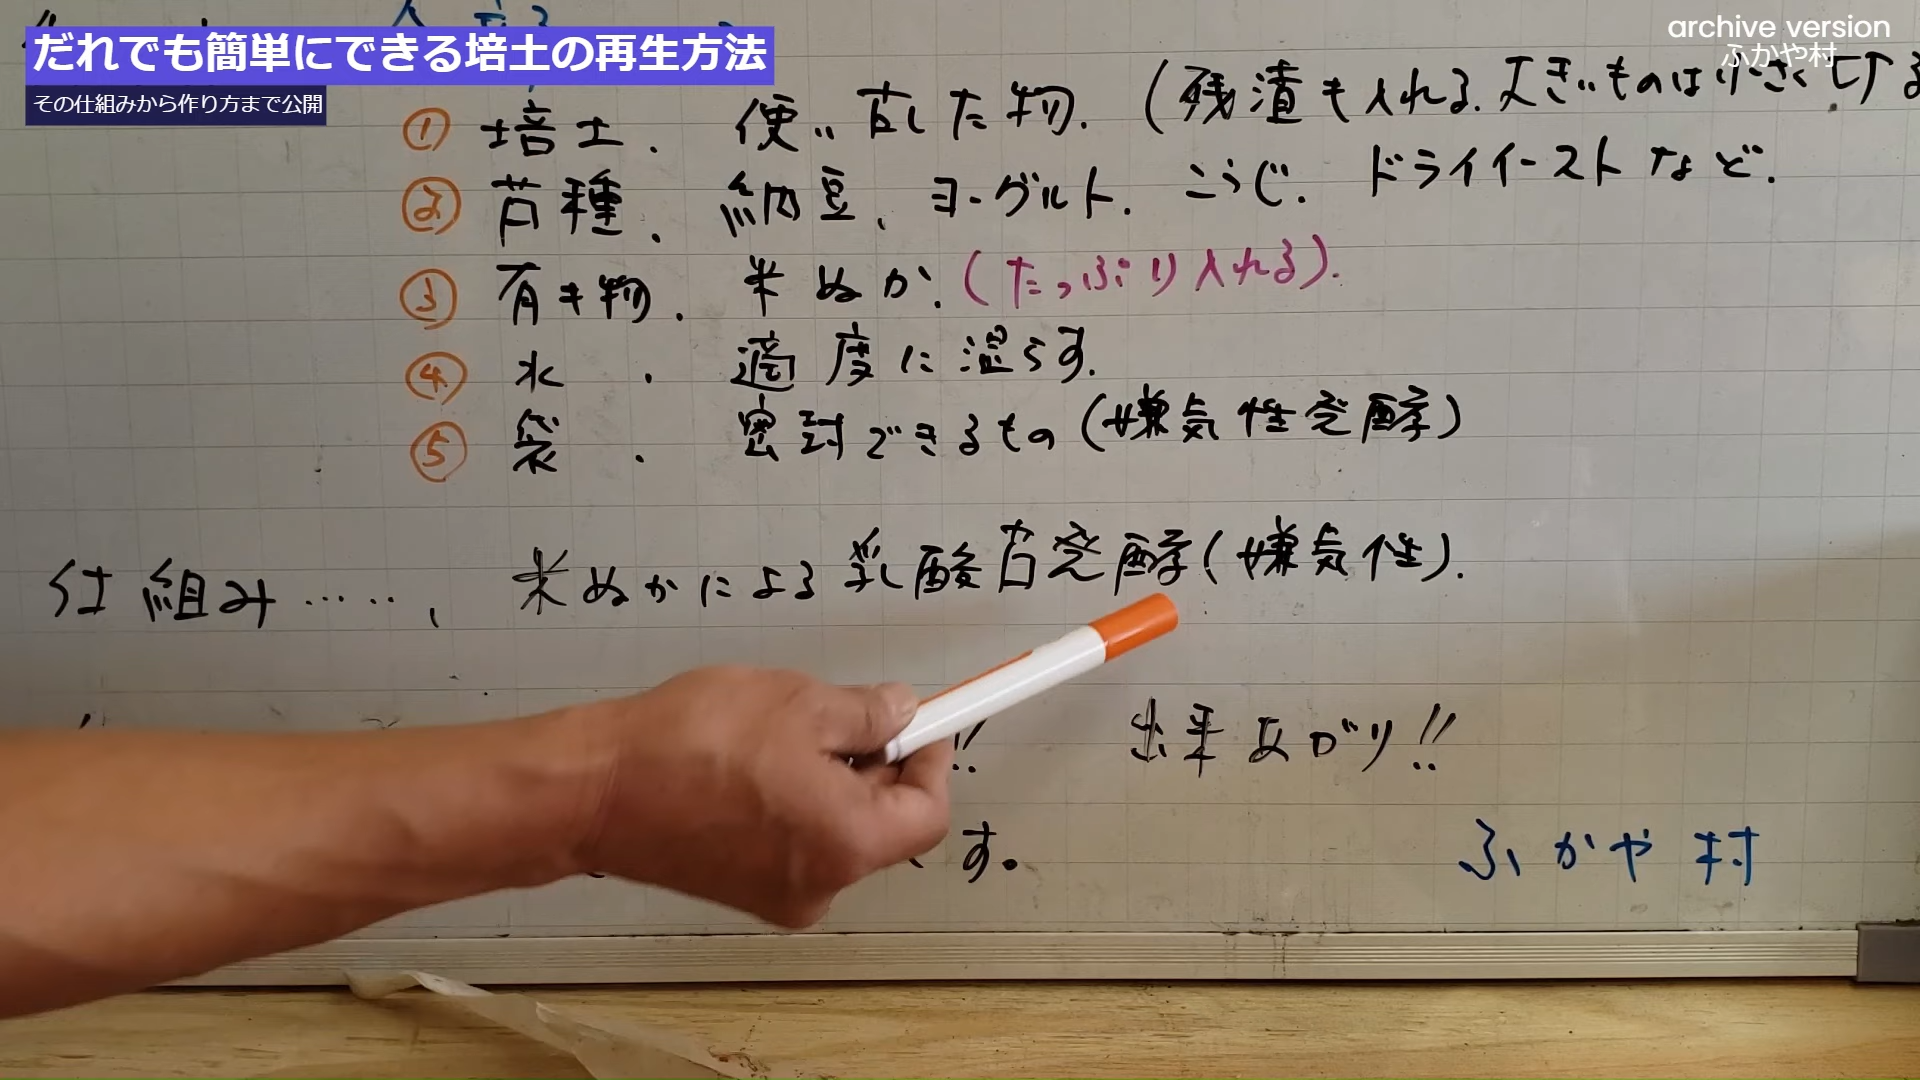 だれでも簡単にできる培土の再生方法
その仕組みから作り方まで公開
archive version
ふかや村
① 培土. 使い古した物. (残渣も入れる. 大きいものは小さくする
② 菌種. 納豆. ヨーグルト. こうじ. ドライイーストなど.
③ 有キ物. 米ぬか. (たっぷり入れる).
④ 水 . 適度に湿らす.
⑤ 袋 . 密封できるもの (嫌気性発酵)
仕組み‥‥. 米ぬかによる乳酸菌発酵(嫌気性).
!! 出来あがり!!
す。 ふかや村